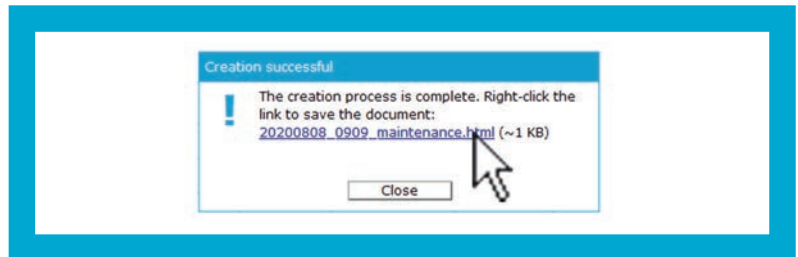 Creation successful
The creation process is complete. Right-click the
link to save the document:
20200808_0909_maintenance.html (~1 KB)
Close